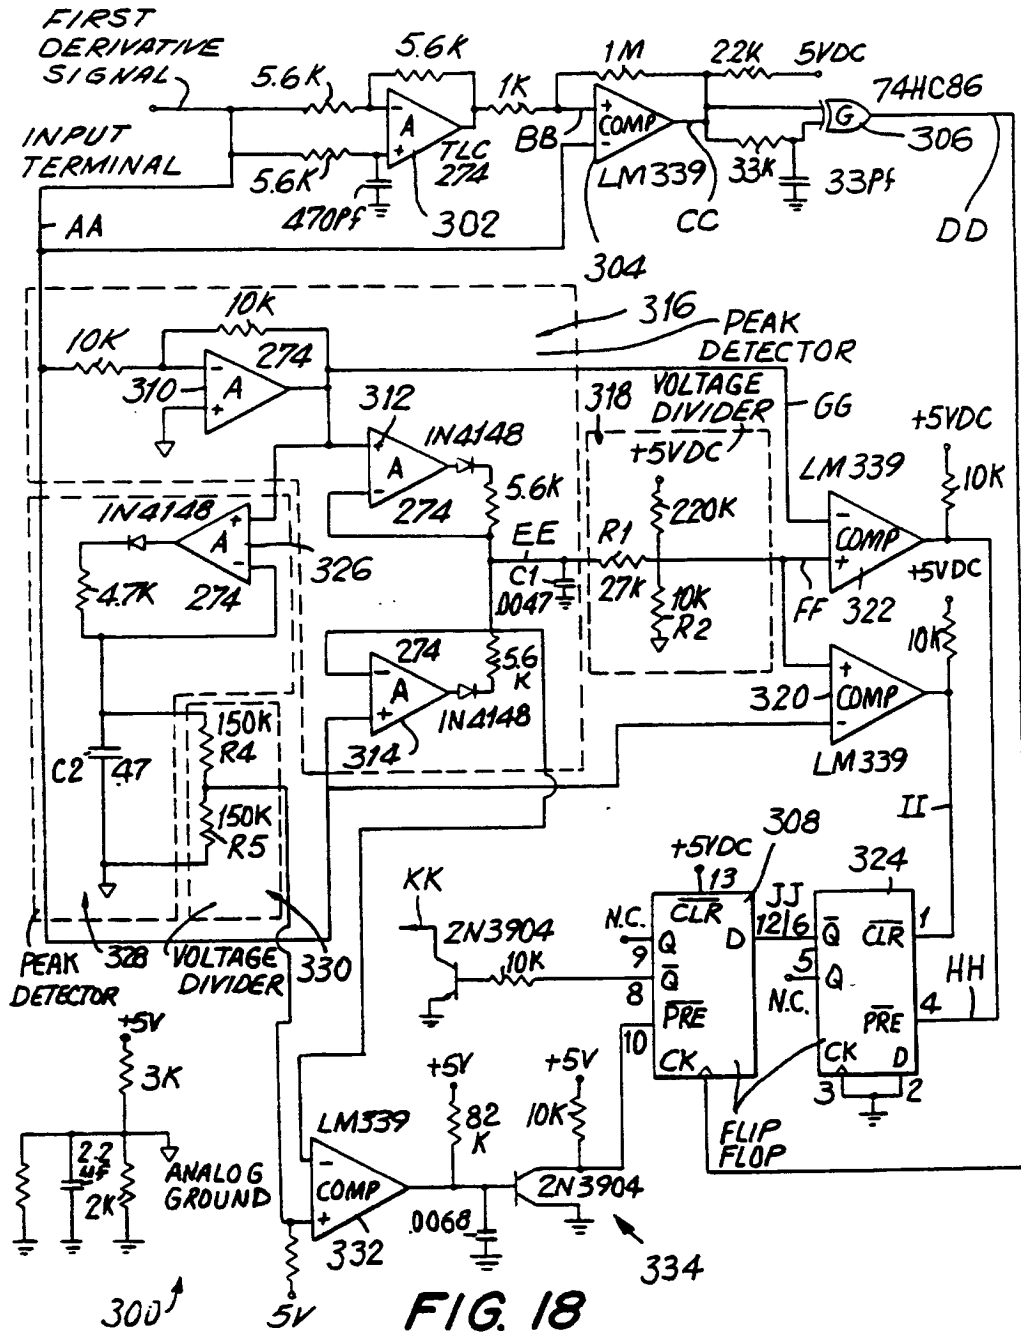 FIRST
DERIVATIVE
SIGNAL
5.6K
5.6K
1K
1M
22K
5VDC
74HC86
INPUT
TERMINAL
A
TLC
274
BB
COMP
LM339
G
306
5.6K
470Pf
302
CC
33K
33Pf
AA
304
DD
10K
10K
316
PEAK
DETECTOR
310
A
274
312
318
VOLTAGE
DIVIDER
GG
+5VDC
1N4148
A
274
5.6K
+5VDC
LM339
10K
1N4148
A
326
274
4.7K
EE
C1
.0047
R1
27K
220K
10K
R2
COMP
FF
322
+5VDC
10K
274
A
5.6
K
1N4148
314
320
COMP
LM339
C2
.47
150K
R4
150K
R5
II
308
+5VDC
13
324
KK
N.C.
CLR
D
JJ
12
6
Q
CLR
1
2N3904
10K
Q
9
Q
8
5
Q
N.C.
HH
PEAK
DETECTOR
328
VOLTAGE
DIVIDER
330
PRE
10
PRE
4
CK
CK
D
3
2
+5V
3K
+5V
82
K
+5V
10K
FLIP
FLOP
LM339
2.2
µf
2K
ANALOG
GROUND
COMP
2N3904
332
.0068
334
300
5V
FIG. 18